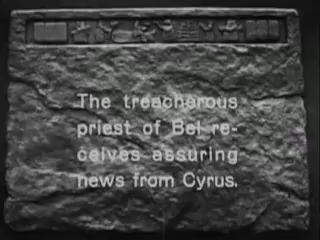 The treacherous
priest of Bel re-
ceives assuring
news from Cyrus.